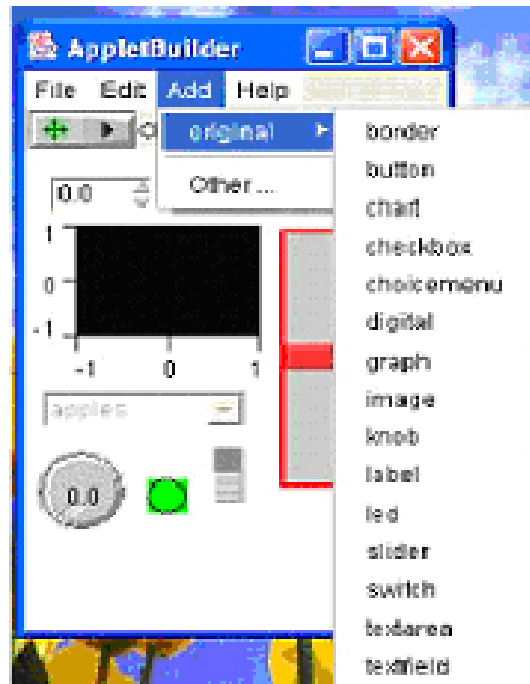 AppletBuilder
File Edit Add Help
original
Other ...
border
button
chart
checkbox
choicemenu
digital
graph
image
knob
label
led
slider
switch
textarea
textfield
0.0
1
0
-1
-1 0 1
apples
0.0